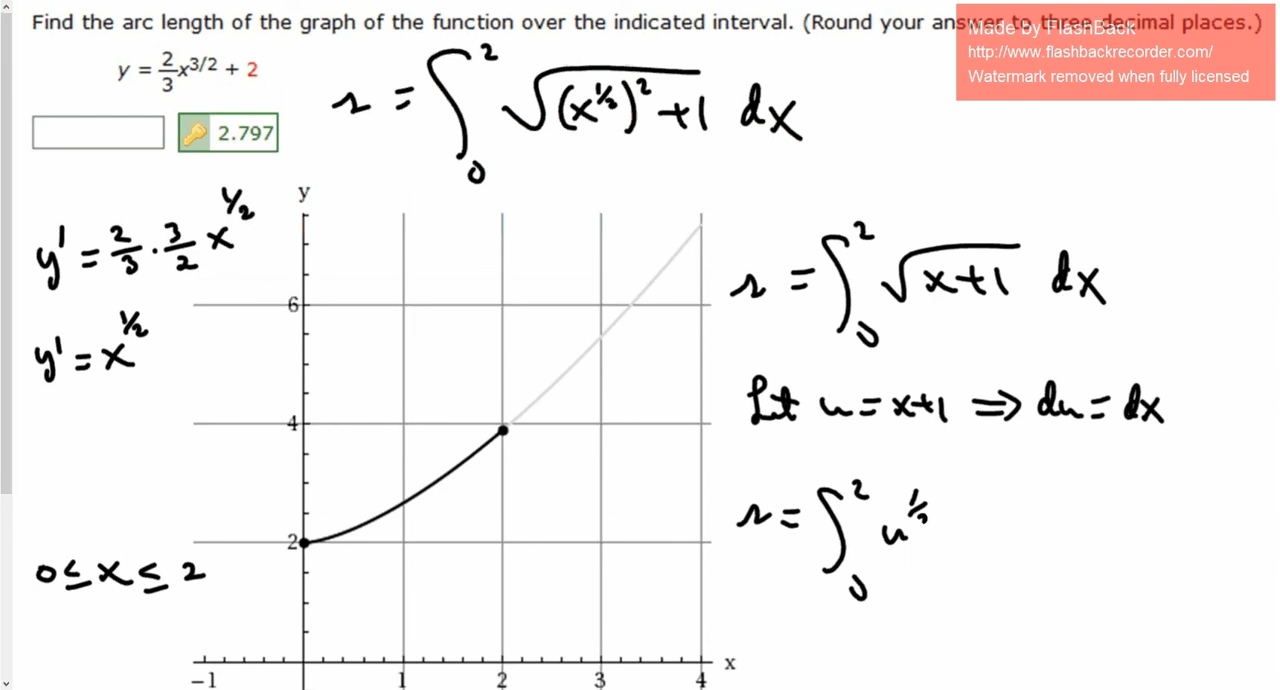 Find the arc length of the graph of the function over the indicated interval. (Round your answer to three decimal places.)
Made by FlashBack
http://www.flashbackrecorder.com/
Watermark removed when fully licensed
y = 2/3 x^3/2 + 2
s = ∫_0^2 √((x^1/2)^2 + 1) dx
2.797
y
y' = 2/3 · 3/2 x^1/2
s = ∫_0^2 √(x+1) dx
6
y' = x^1/2
Let u = x+1 ⇒ du = dx
4
s = ∫_0^2 u^1/2
2
0 ≤ x ≤ 2
x
-1 1 2 3 4